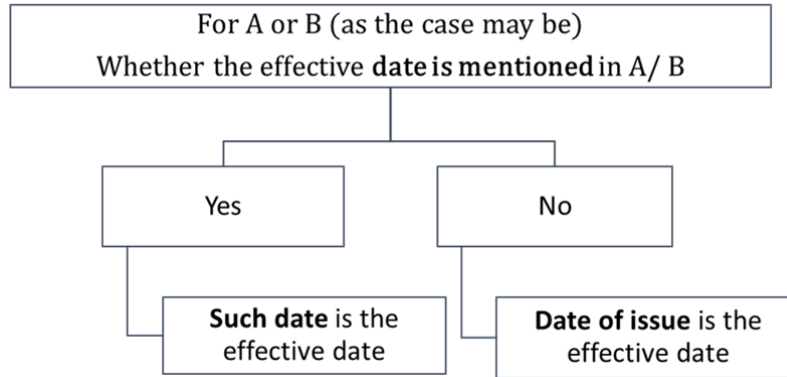 For A or B (as the case may be)
Whether the effective date is mentioned in A/ B
Yes
No
Such date is the
effective date
Date of issue is the
effective date